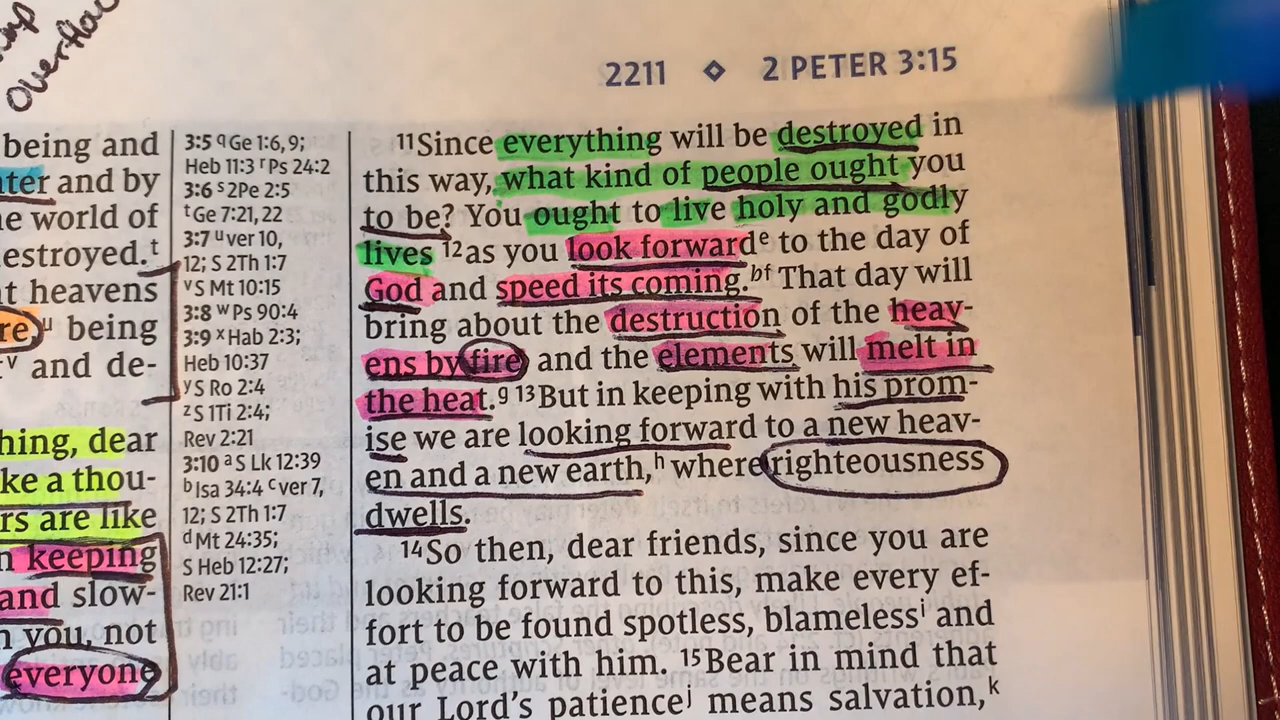 Overflow
2211 ◇ 2 PETER 3:15
being and
and by
e world of
estroyed.ᵗ
t heavens
re ᵘ being
ᵛ and de-
hing, dear
ke a thou-
rs are like
n keeping
and slow-
n you, not
everyone
3:5 q Ge 1:6, 9;
Heb 11:3 r Ps 24:2
3:6 s 2Pe 2:5
t Ge 7:21, 22
3:7 u ver 10,
12; S 2Th 1:7
v S Mt 10:15
3:8 w Ps 90:4
3:9 x Hab 2:3;
Heb 10:37
y S Ro 2:4
z S 1Ti 2:4;
Rev 2:21
3:10 a S Lk 12:39
b Isa 34:4 c ver 7,
12; S 2Th 1:7
d Mt 24:35;
S Heb 12:27;
Rev 21:1
11 Since everything will be destroyed in
this way, what kind of people ought you
to be? You ought to live holy and godly
lives 12 as you look forward e to the day of
God and speed its coming. b f That day will
bring about the destruction of the heav-
ens by fire and the elements will melt in
the heat. g 13 But in keeping with his prom-
ise we are looking forward to a new heav-
en and a new earth, h where righteousness
dwells.
14 So then, dear friends, since you are
looking forward to this, make every ef-
fort to be found spotless, blameless i and
at peace with him. 15 Bear in mind that
our Lord's patience j means salvation, k